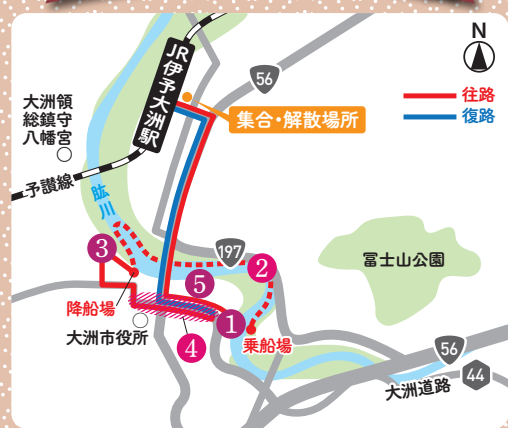 N
56
往路
復路
JR伊予大洲駅
集合・解散場所
大洲領
総鎮守
八幡宮
予讃線
肱川
197
3
2
5
冨士山公園
降船場
1
大洲市役所
乗船場
4
56
44
大洲道路